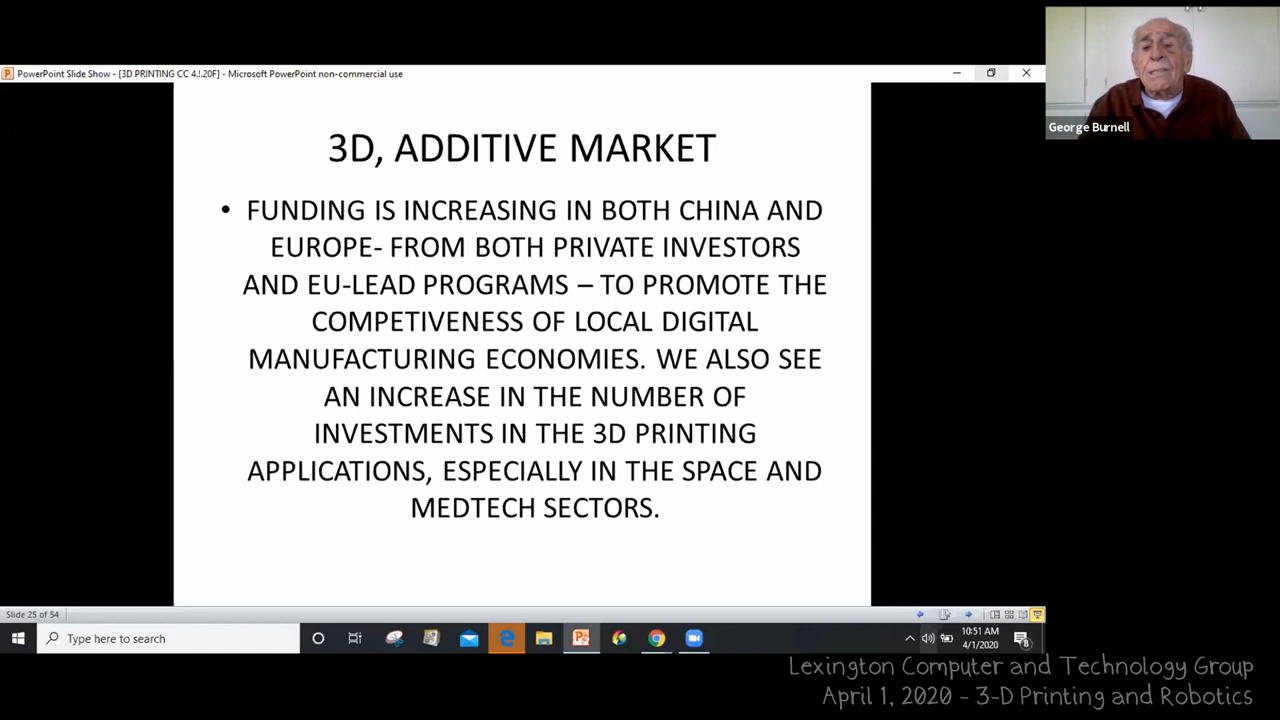 PowerPoint Slide Show - [3D PRINTING CC 4.!.20F] - Microsoft PowerPoint non-commercial use
George Burnell
3D, ADDITIVE MARKET
• FUNDING IS INCREASING IN BOTH CHINA AND
EUROPE- FROM BOTH PRIVATE INVESTORS
AND EU-LEAD PROGRAMS – TO PROMOTE THE
COMPETIVENESS OF LOCAL DIGITAL
MANUFACTURING ECONOMIES. WE ALSO SEE
AN INCREASE IN THE NUMBER OF
INVESTMENTS IN THE 3D PRINTING
APPLICATIONS, ESPECIALLY IN THE SPACE AND
MEDTECH SECTORS.
Slide 25 of 54
Type here to search
10:51 AM
4/1/2020
Lexington Computer and Technology Group
April 1, 2020 - 3-D Printing and Robotics